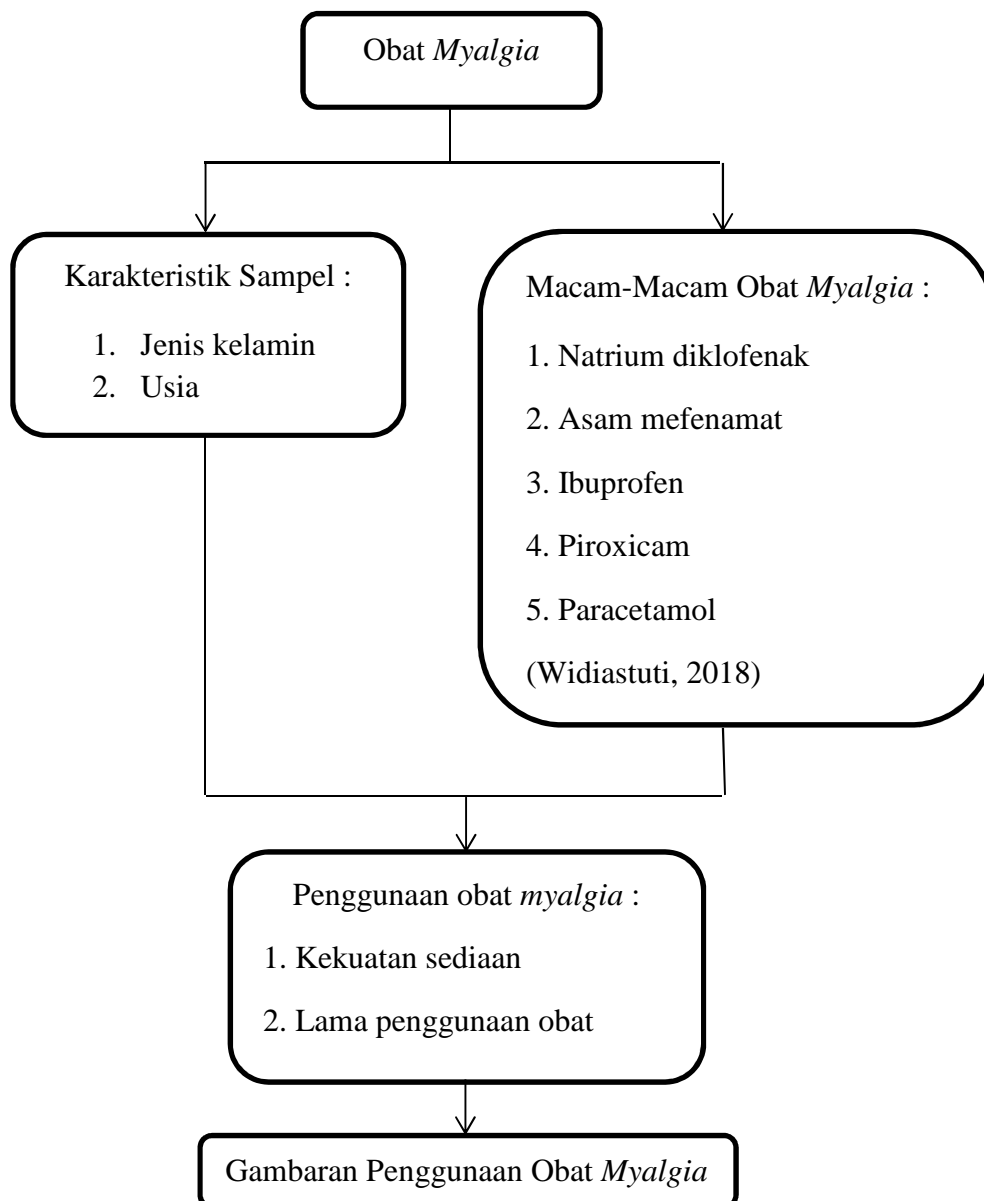 Obat Myalgia
Karakteristik Sampel :
1. Jenis kelamin
2. Usia
Macam-Macam Obat Myalgia :
1. Natrium diklofenak
2. Asam mefenamat
3. Ibuprofen
4. Piroxicam
5. Paracetamol
(Widiastuti, 2018)
Penggunaan obat myalgia :
1. Kekuatan sediaan
2. Lama penggunaan obat
Gambaran Penggunaan Obat Myalgia